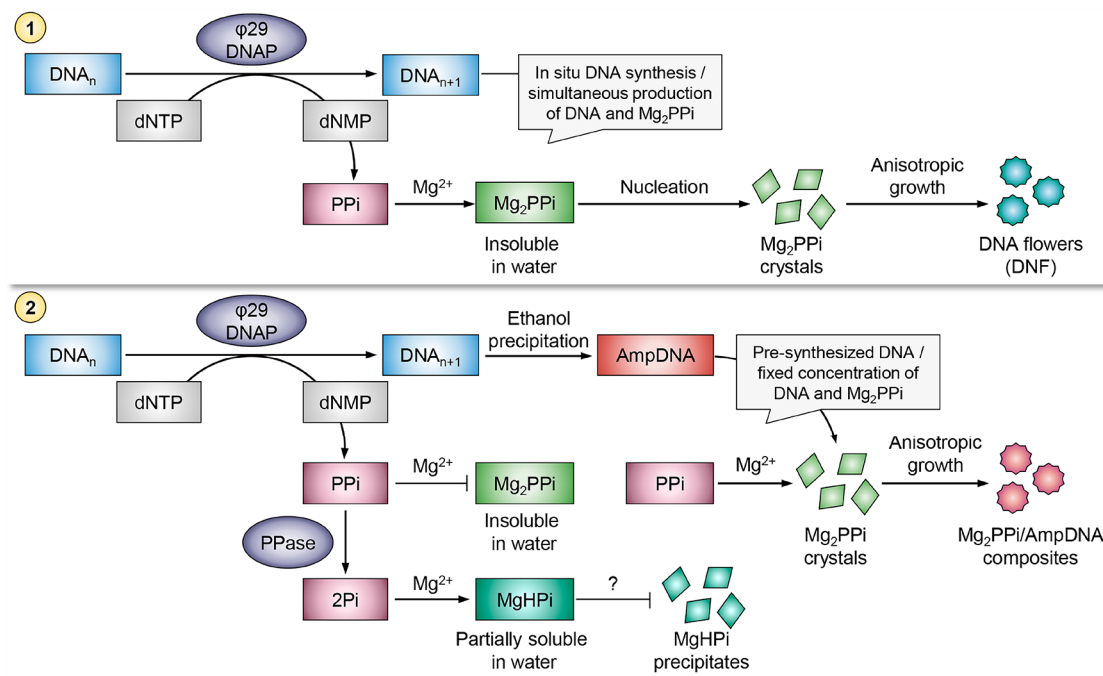 1
φ29
DNAP
DNAₙ
DNAₙ₊₁
dNTP
dNMP
In situ DNA synthesis /
simultaneous production
of DNA and Mg₂PPi
PPi
Mg²⁺
Mg₂PPi
Insoluble
in water
Nucleation
Mg₂PPi
crystals
Anisotropic
growth
DNA flowers
(DNF)
2
φ29
DNAP
DNAₙ
DNAₙ₊₁
dNTP
dNMP
Ethanol
precipitation
AmpDNA
Pre-synthesized DNA /
fixed concentration of
DNA and Mg₂PPi
PPi
Mg²⁺
Mg₂PPi
Insoluble
in water
PPi
Mg²⁺
Mg₂PPi
crystals
Anisotropic
growth
Mg₂PPi/AmpDNA
composites
PPase
2Pi
Mg²⁺
MgHPi
Partially soluble
in water
?
MgHPi
precipitates